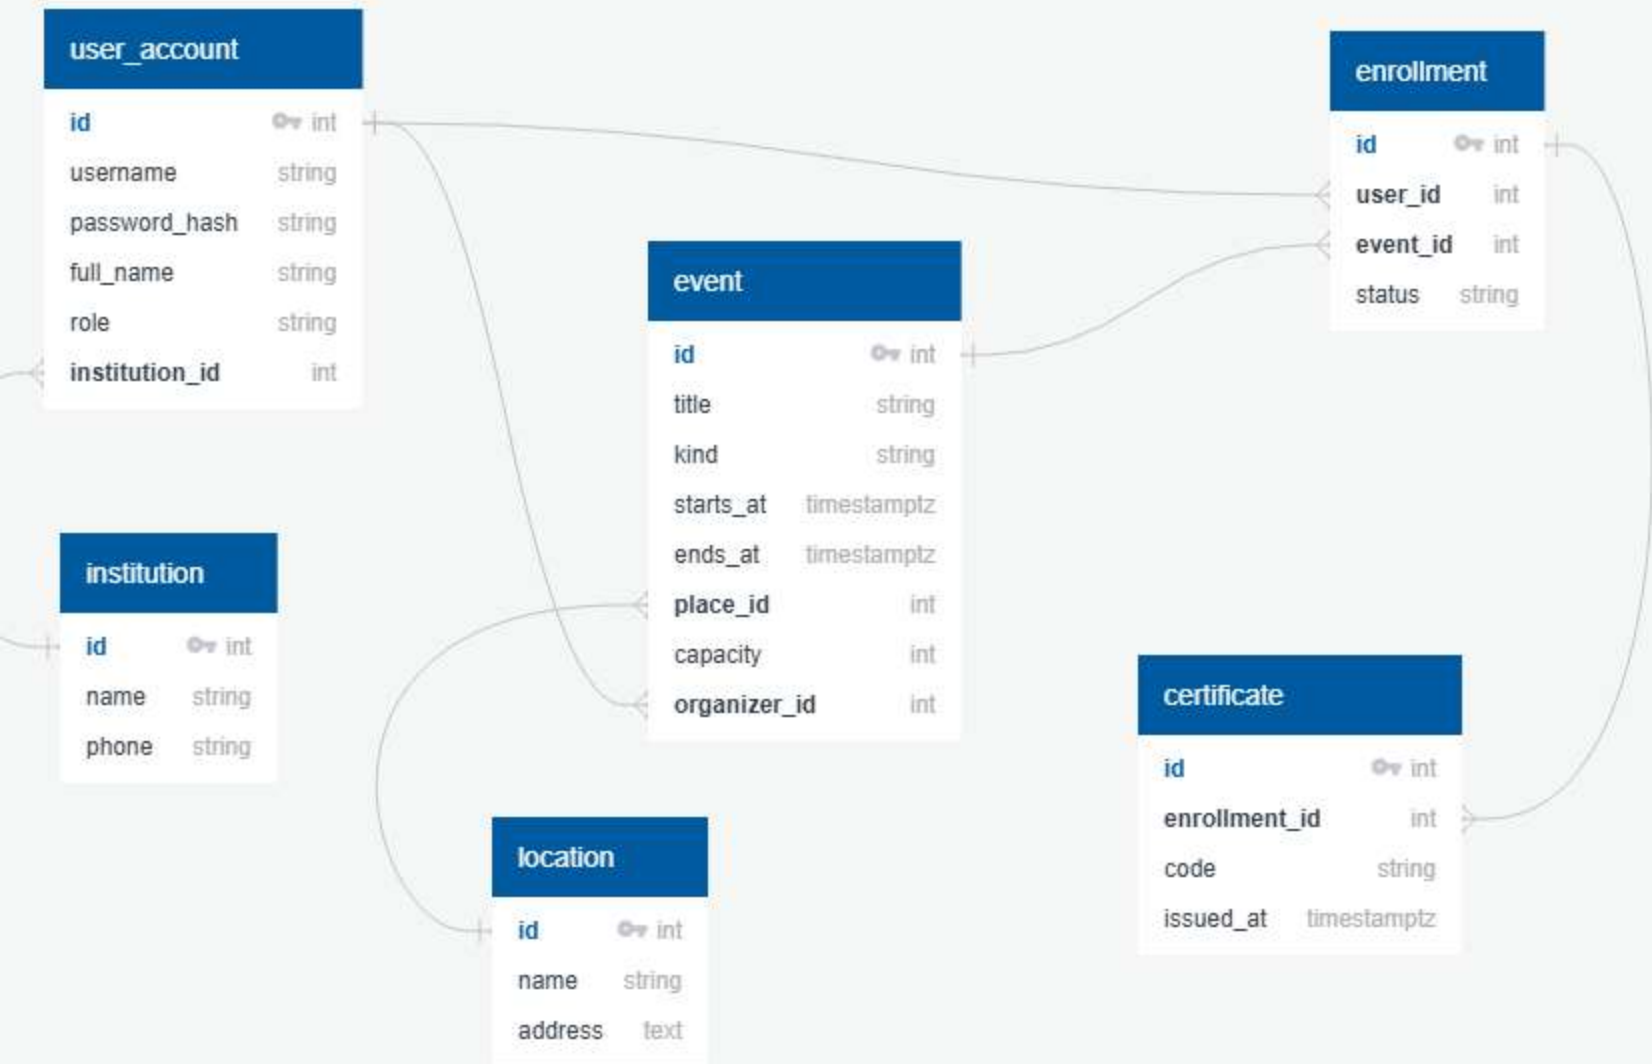 user_account
id int
username string
password_hash string
full_name string
role string
institution_id int
enrollment
id int
user_id int
event_id int
status string
event
id int
title string
kind string
starts_at timestamptz
ends_at timestamptz
place_id int
capacity int
organizer_id int
institution
id int
name string
phone string
certificate
id int
enrollment_id int
code string
issued_at timestamptz
location
id int
name string
address text